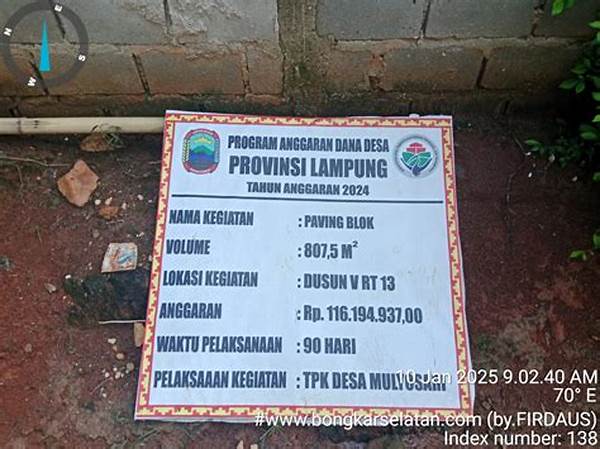 PROGRAM ANGGARAN DANA DESA
PROVINSI LAMPUNG
TAHUN ANGGARAN 2024
NAMA KEGIATAN : PAVING BLOK
VOLUME : 807,5 M²
LOKASI KEGIATAN : DUSUN V RT 13
ANGGARAN : Rp. 116.194.937,00
WAKTU PELAKSANAAN : 90 HARI
PELAKSAAAN KEGIATAN : TPK DESA MULYOSARI
10 Jan 2025 9.02.40 AM
70° E
#www.bongkarselatan.com (by.FIRDAUS)
Index number: 138
N
E
S
W